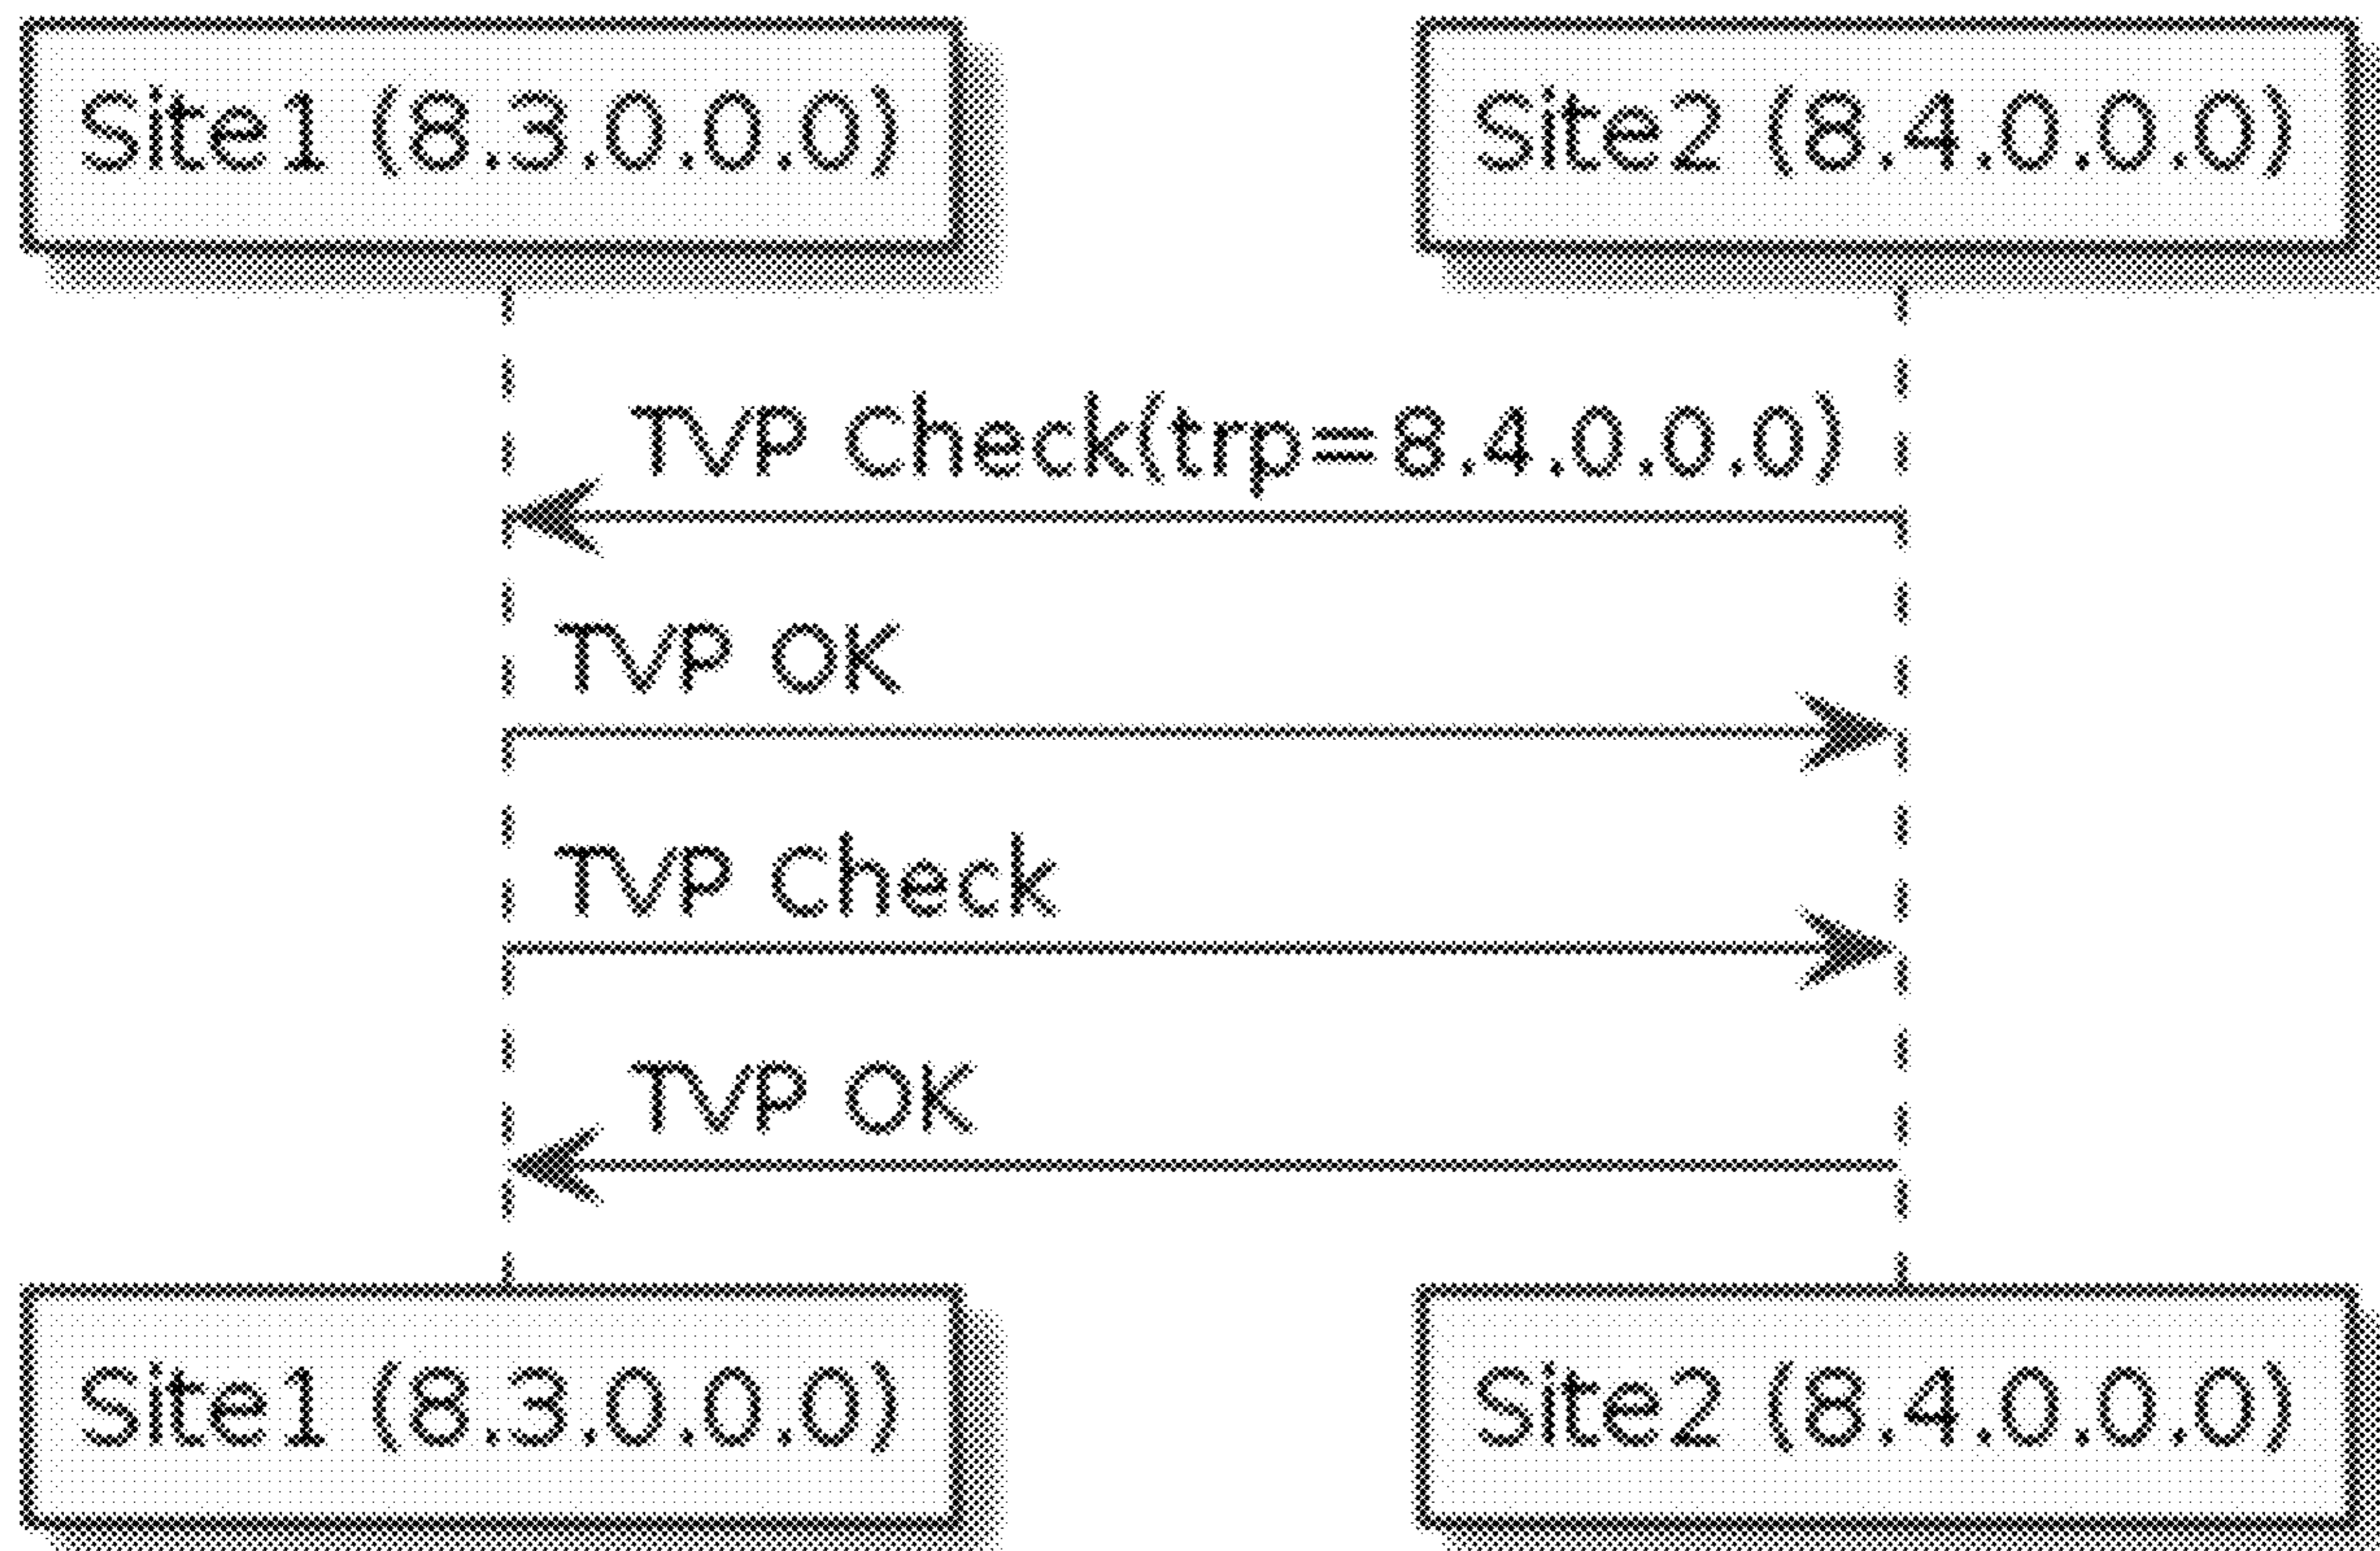 Site1 (8.3.0.0.0)
Site2 (8.4.0.0.0)
TVP Check(trp=8.4.0.0.0)
TVP OK
TVP Check
TVP OK
Site1 (8.3.0.0.0)
Site2 (8.4.0.0.0)